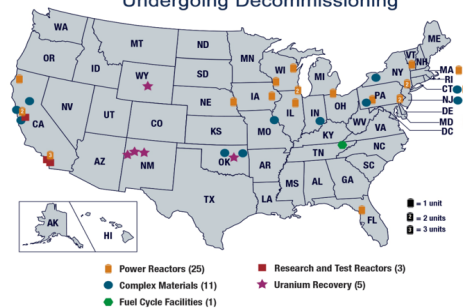 Undergoing Decommissioning
WA
MT
ND
MN
ME
OR
ID
WY
SD
WI
MI
VT
NH
NY
MA
RI
CT
NJ
DE
MD
DC
NV
UT
CO
NE
IA
IL
IN
OH
PA
WV
VA
CA
AZ
NM
KS
MO
KY
TN
NC
OK
AR
SC
TX
LA
MS
AL
GA
FL
AK
HI
= 1 unit
2 = 2 units
3 = 3 units
Power Reactors (25)
Research and Test Reactors (3)
Complex Materials (11)
Uranium Recovery (5)
Fuel Cycle Facilities (1)